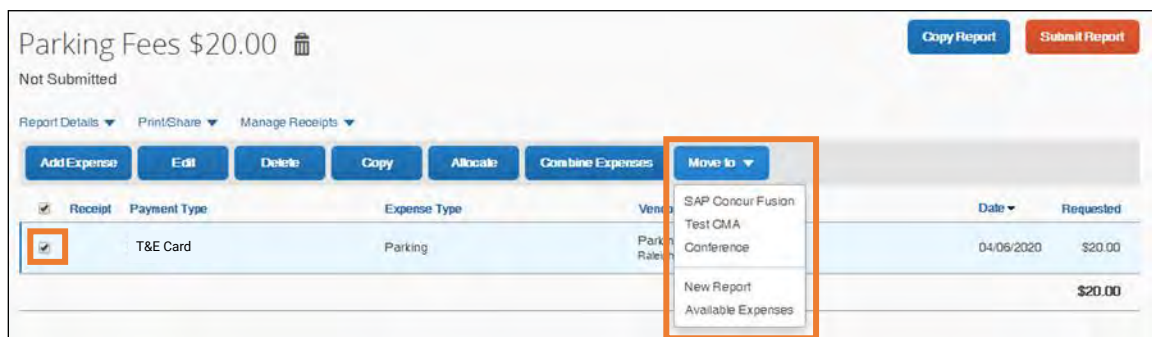 Parking Fees $20.00
Copy Report Submit Report
Not Submitted
Report Details Print/Share Manage Receipts
Add Expense Edit Delete Copy Allocate Combine Expenses Move to
SAP Concur Fusion
Test CMA
Conference
New Report
Available Expenses
Receipt Payment Type Expense Type Date Requested
T&E Card Parking 04/06/2020 $20.00
$20.00